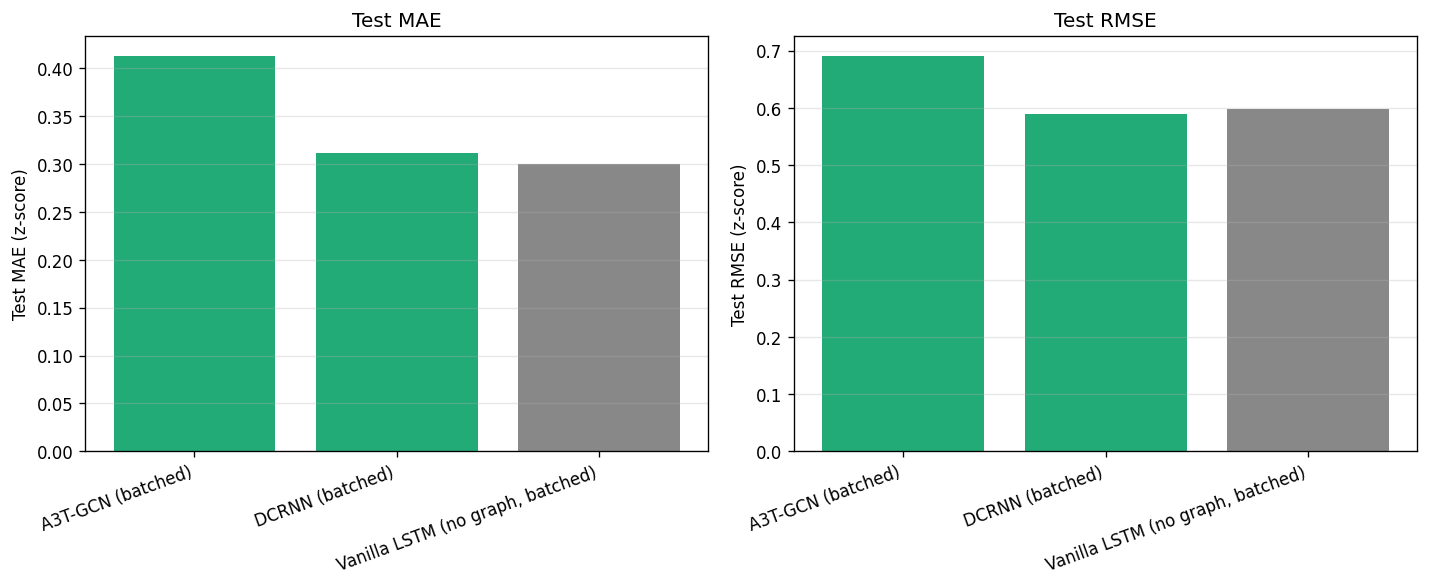 Test MAE
Test MAE (z-score)
0.40
0.35
0.30
0.25
0.20
0.15
0.10
0.05
0.00
A3T-GCN (batched)
DCRNN (batched)
Vanilla LSTM (no graph, batched)
Test RMSE
Test RMSE (z-score)
0.7
0.6
0.5
0.4
0.3
0.2
0.1
0.0
A3T-GCN (batched)
DCRNN (batched)
Vanilla LSTM (no graph, batched)